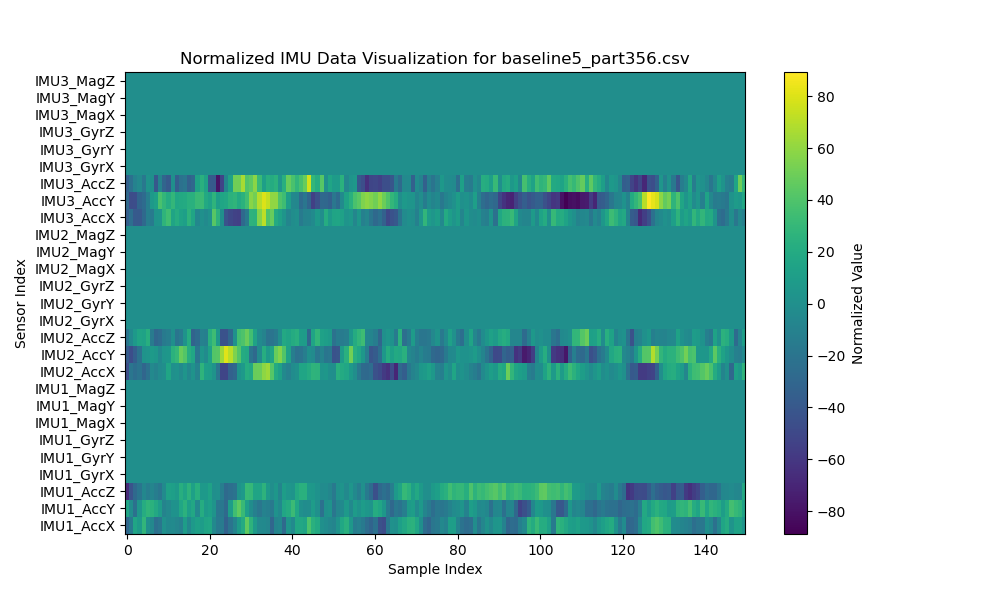 Normalized IMU Data Visualization for baseline5_part356.csv
IMU3_MagZ
IMU3_MagY
IMU3_MagX
IMU3_GyrZ
IMU3_GyrY
IMU3_GyrX
IMU3_AccZ
IMU3_AccY
IMU3_AccX
IMU2_MagZ
IMU2_MagY
IMU2_MagX
IMU2_GyrZ
IMU2_GyrY
IMU2_GyrX
IMU2_AccZ
IMU2_AccY
IMU2_AccX
IMU1_MagZ
IMU1_MagY
IMU1_MagX
IMU1_GyrZ
IMU1_GyrY
IMU1_GyrX
IMU1_AccZ
IMU1_AccY
IMU1_AccX
Sensor Index
0 20 40 60 80 100 120 140
Sample Index
80
60
40
20
0
−20
−40
−60
−80
Normalized Value